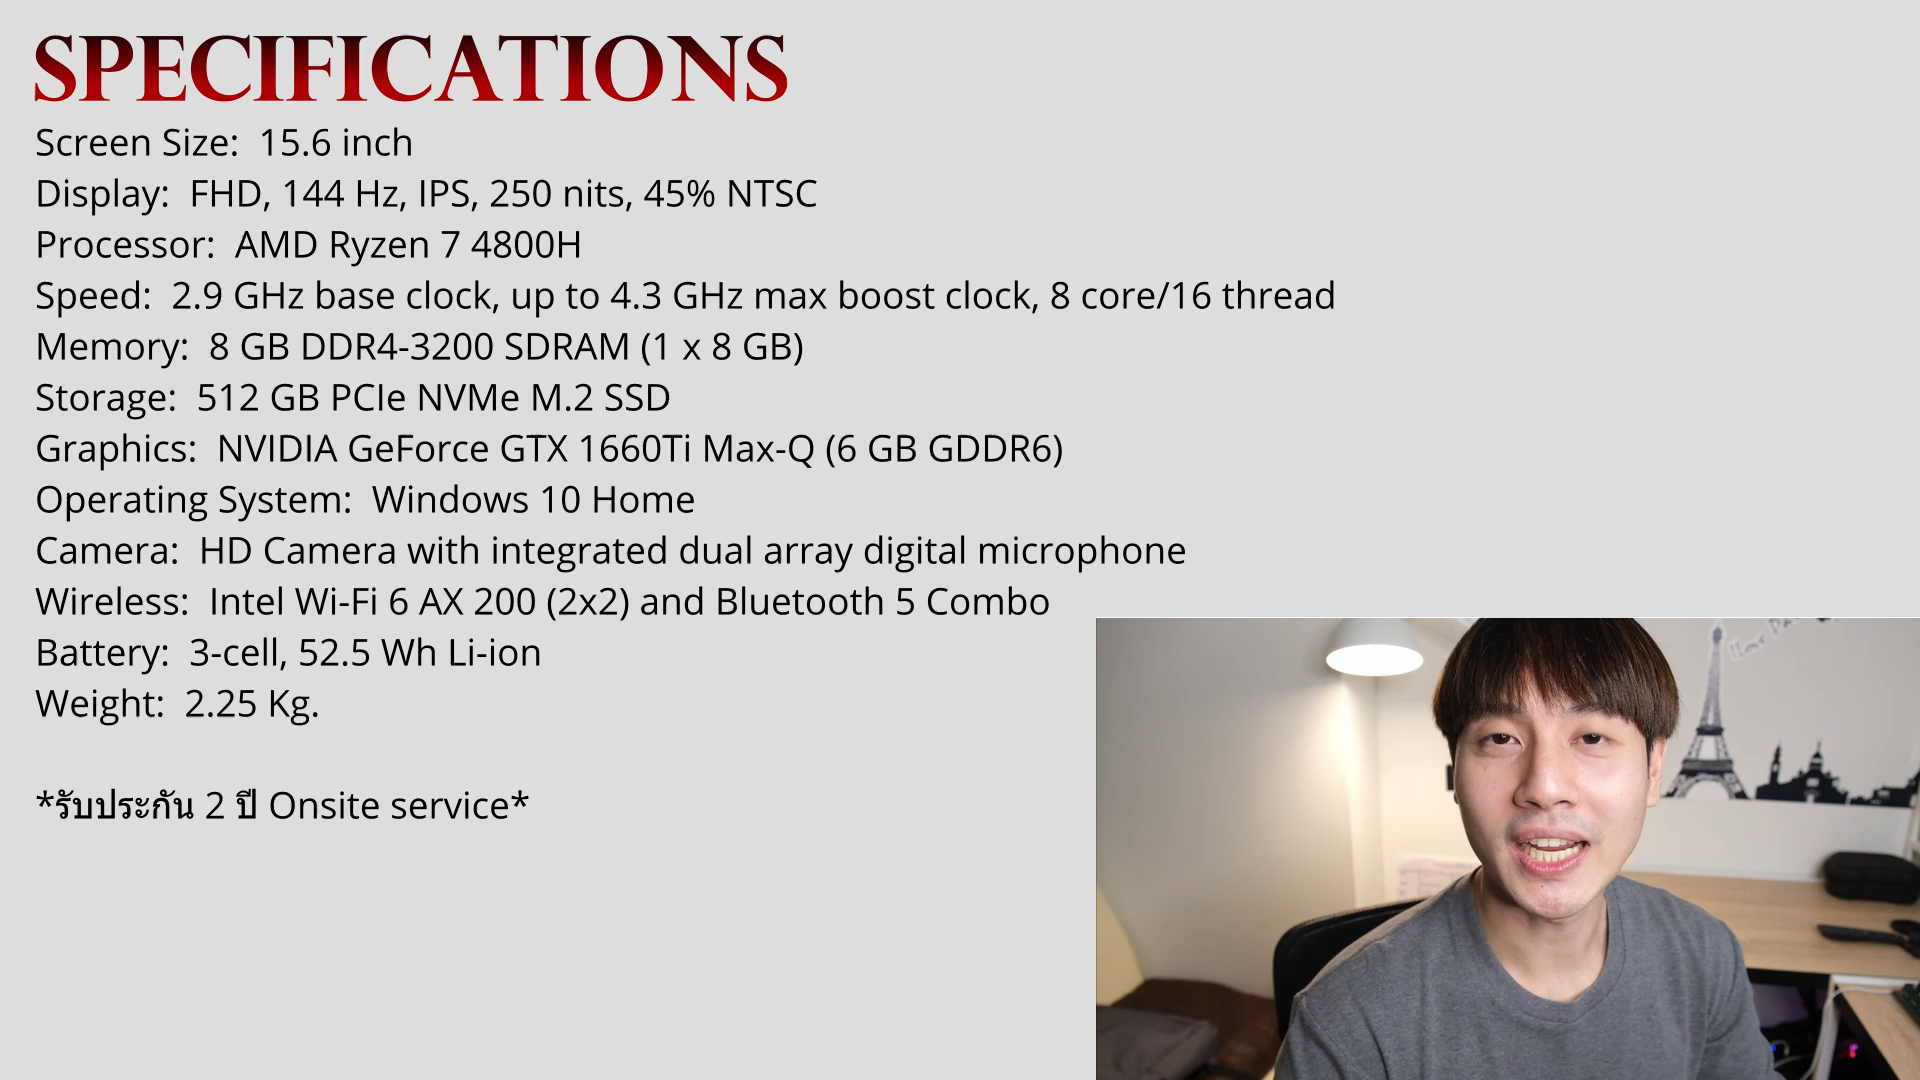 SPECIFICATIONS
Screen Size: 15.6 inch
Display: FHD, 144 Hz, IPS, 250 nits, 45% NTSC
Processor: AMD Ryzen 7 4800H
Speed: 2.9 GHz base clock, up to 4.3 GHz max boost clock, 8 core/16 thread
Memory: 8 GB DDR4-3200 SDRAM (1 x 8 GB)
Storage: 512 GB PCIe NVMe M.2 SSD
Graphics: NVIDIA GeForce GTX 1660Ti Max-Q (6 GB GDDR6)
Operating System: Windows 10 Home
Camera: HD Camera with integrated dual array digital microphone
Wireless: Intel Wi-Fi 6 AX 200 (2x2) and Bluetooth 5 Combo
Battery: 3-cell, 52.5 Wh Li-ion
Weight: 2.25 Kg.
*รับประกัน 2 ปี Onsite service*